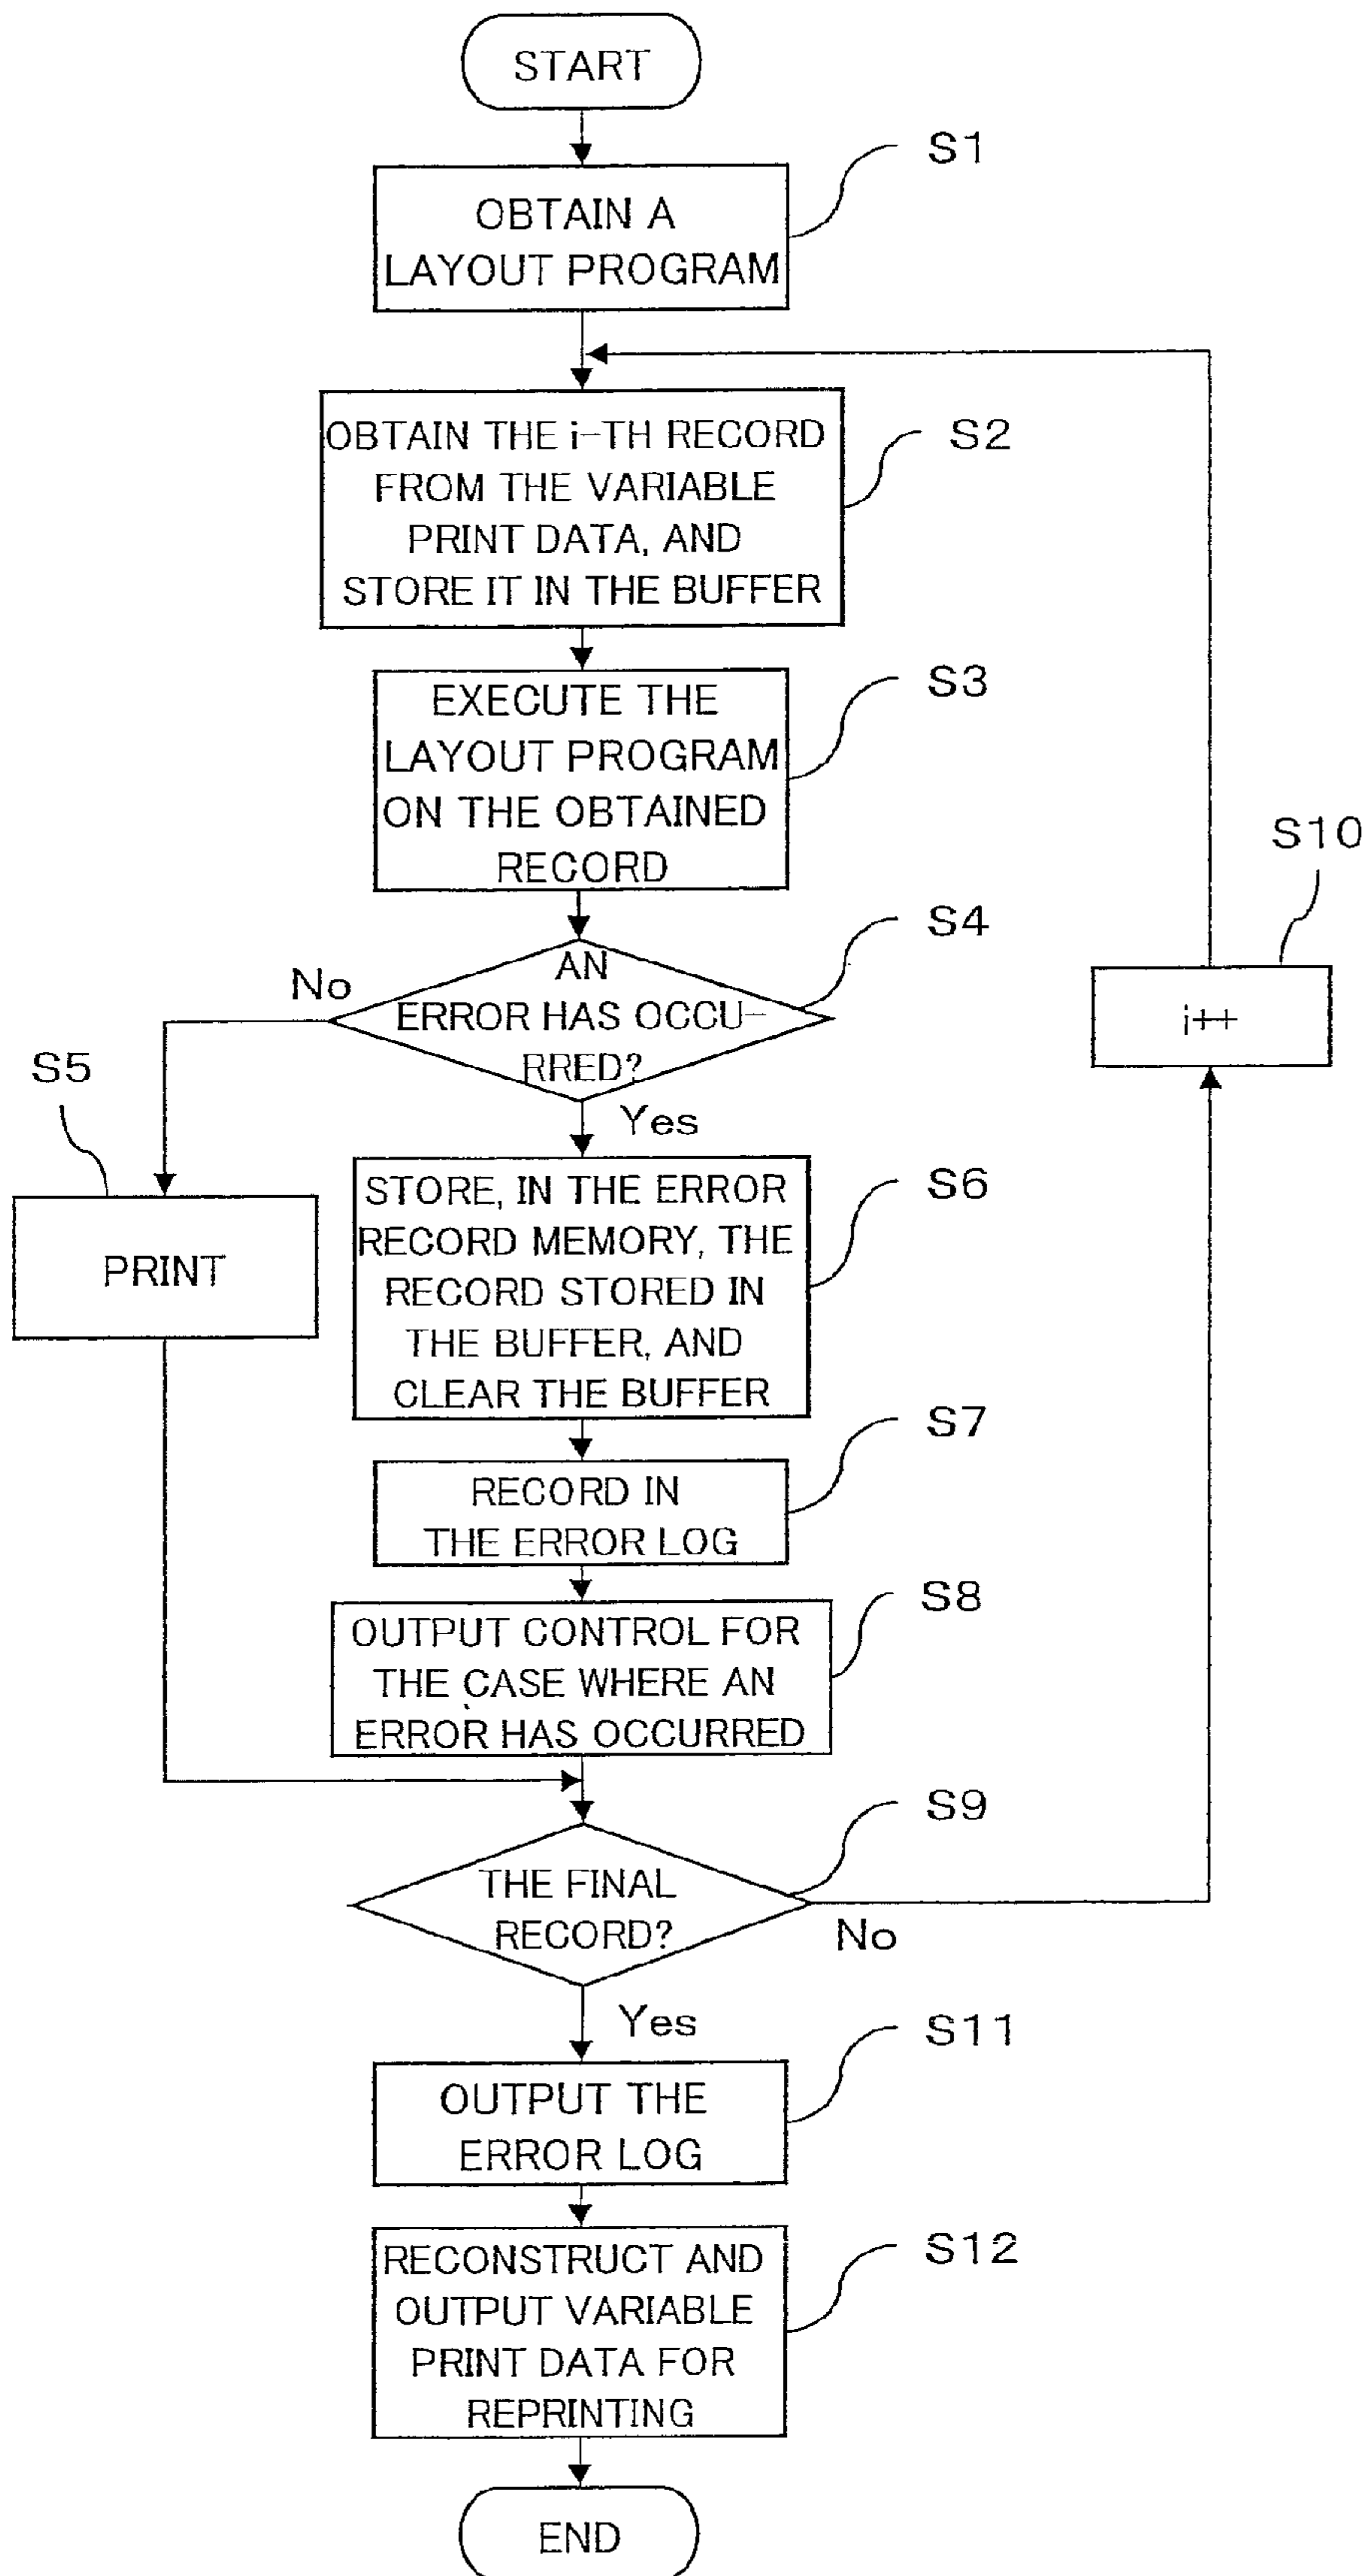 START
S1
OBTAIN A
LAYOUT PROGRAM
S2
OBTAIN THE i-TH RECORD
FROM THE VARIABLE
PRINT DATA, AND
STORE IT IN THE BUFFER
S3
EXECUTE THE
LAYOUT PROGRAM
ON THE OBTAINED
RECORD
S10
i++
S4
AN
ERROR HAS OCCU-
RRED?
No
Yes
S5
PRINT
S6
STORE, IN THE ERROR
RECORD MEMORY, THE
RECORD STORED IN
THE BUFFER, AND
CLEAR THE BUFFER
S7
RECORD IN
THE ERROR LOG
S8
OUTPUT CONTROL FOR
THE CASE WHERE AN
ERROR HAS OCCURRED
S9
THE FINAL
RECORD?
No
Yes
S11
OUTPUT THE
ERROR LOG
S12
RECONSTRUCT AND
OUTPUT VARIABLE
PRINT DATA FOR
REPRINTING
END